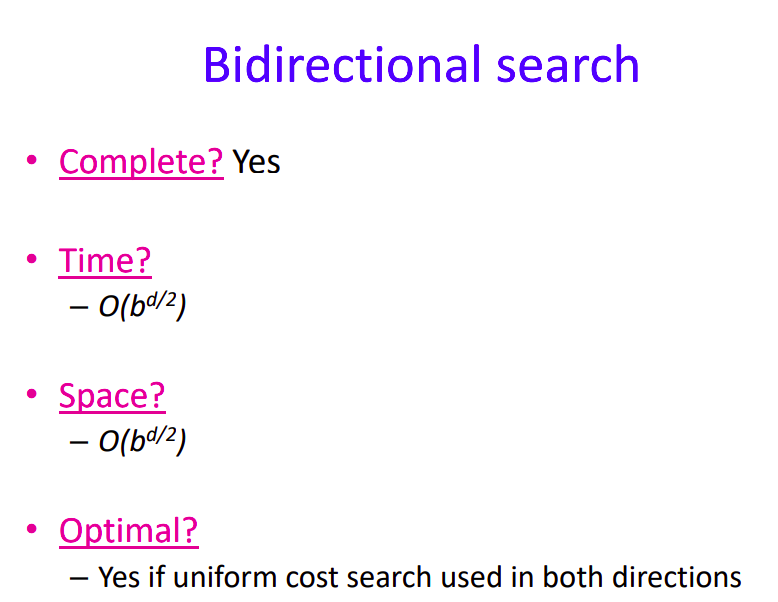 Bidirectional search
• Complete? Yes
• Time?
– O(b^d/2)
• Space?
– O(b^d/2)
• Optimal?
– Yes if uniform cost search used in both directions